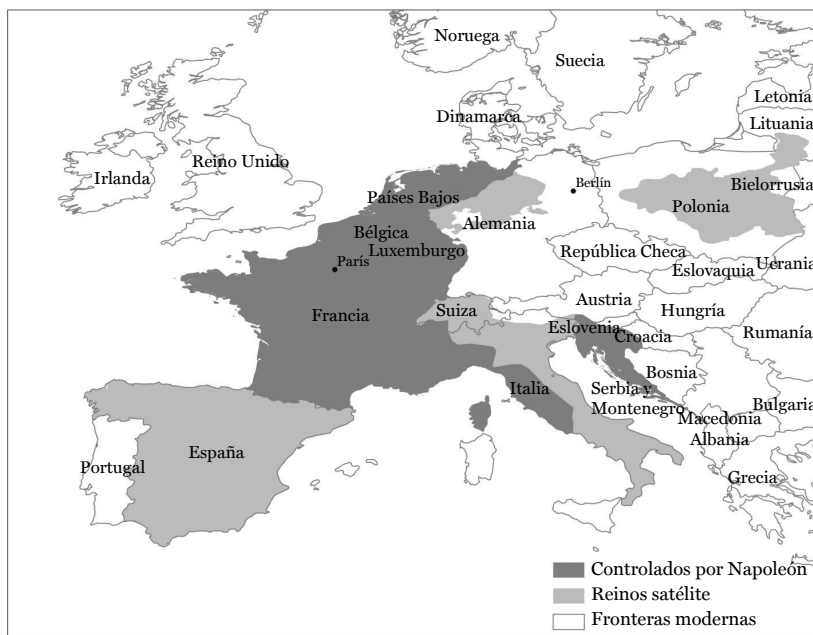 Noruega
Suecia
Letonia
Lituania
Dinamarca
Reino Unido
Irlanda
Berlín
Bielorrusia
Países Bajos
Polonia
Alemania
Bélgica
Luxemburgo
República Checa
París
Ucrania
Eslovaquia
Austria
Hungría
Suiza
Francia
Eslovenia
Croacia
Rumanía
Bosnia
Italia
Serbia y
Montenegro
Bulgaria
Macedonia
Albania
España
Portugal
Grecia
Controlados por Napoleón
Reinos satélite
Fronteras modernas